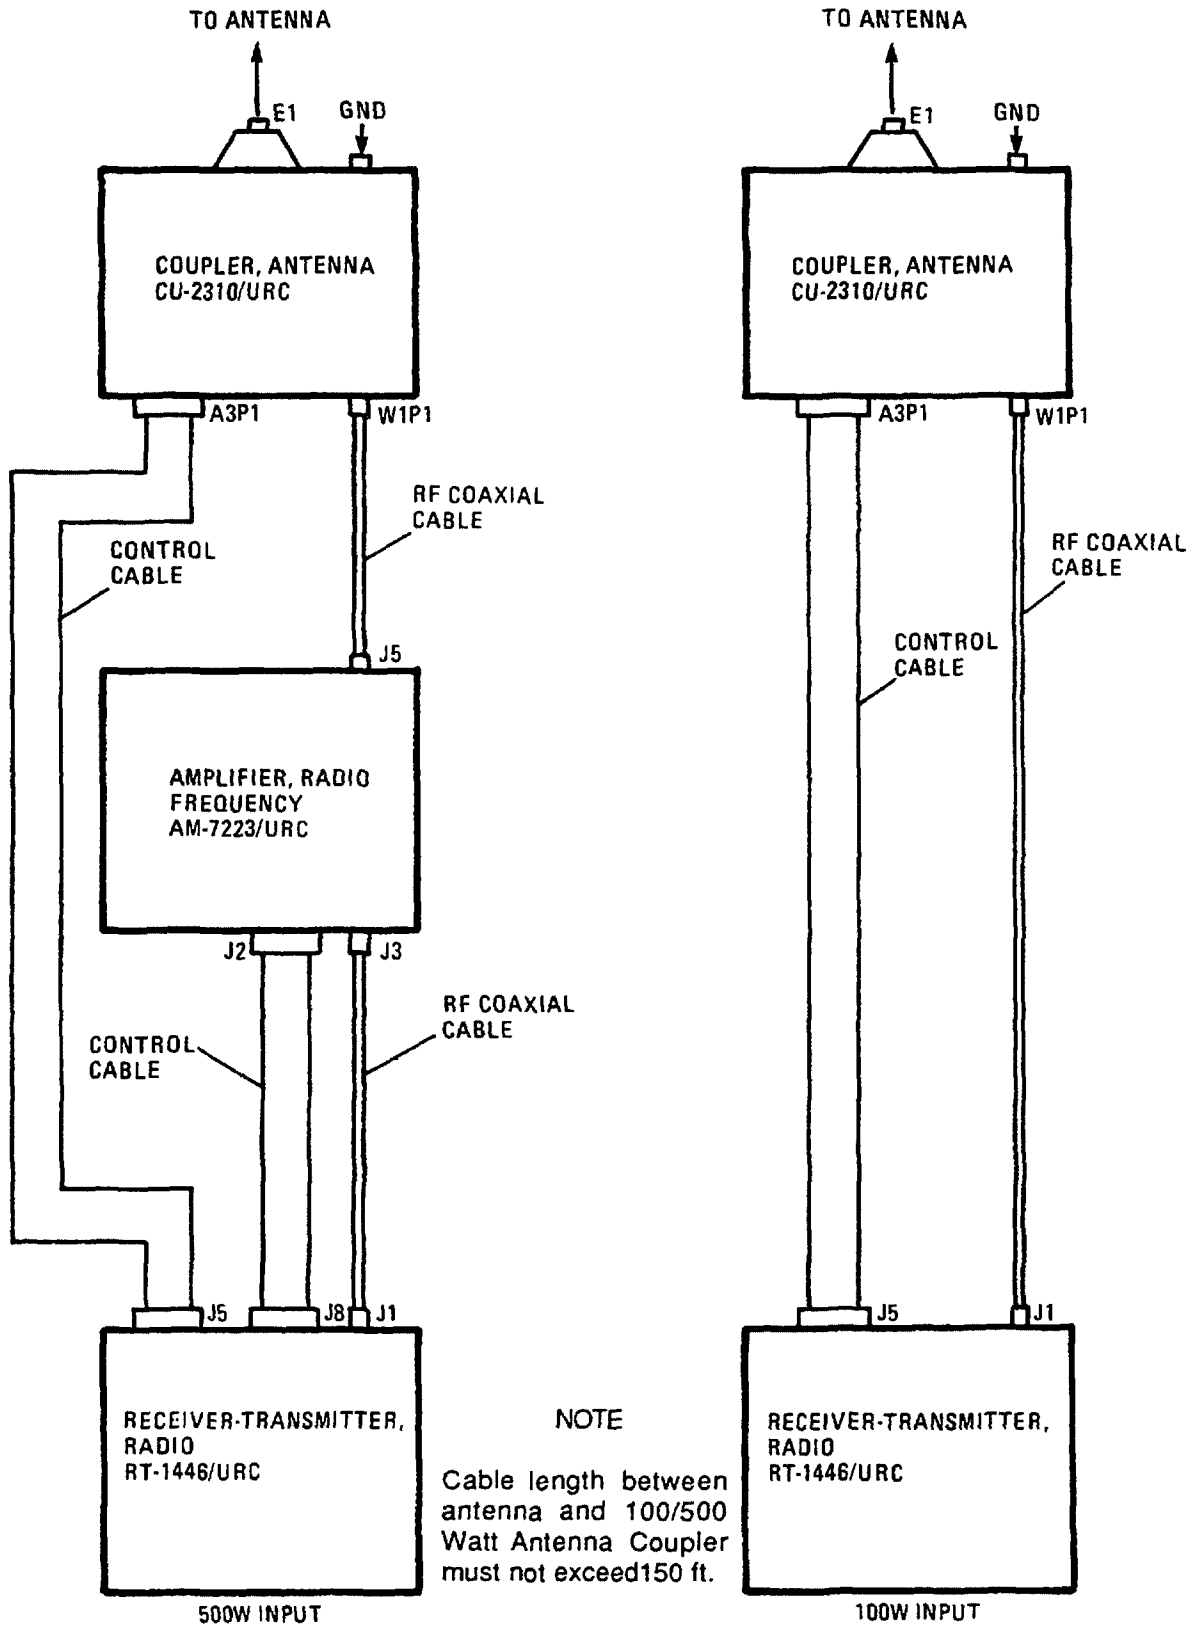 TO ANTENNA
E1
GND
COUPLER, ANTENNA
CU-2310/URC
A3P1
W1P1
RF COAXIAL
CABLE
CONTROL
CABLE
J5
AMPLIFIER, RADIO
FREQUENCY
AM-7223/URC
J2
J3
RF COAXIAL
CABLE
CONTROL
CABLE
J5
J8
J1
RECEIVER-TRANSMITTER,
RADIO
RT-1446/URC
500W INPUT
NOTE
Cable length between
antenna and 100/500
Watt Antenna Coupler
must not exceed150 ft.
TO ANTENNA
E1
GND
COUPLER, ANTENNA
CU-2310/URC
A3P1
W1P1
RF COAXIAL
CABLE
CONTROL
CABLE
J5
J1
RECEIVER-TRANSMITTER,
RADIO
RT-1446/URC
100W INPUT